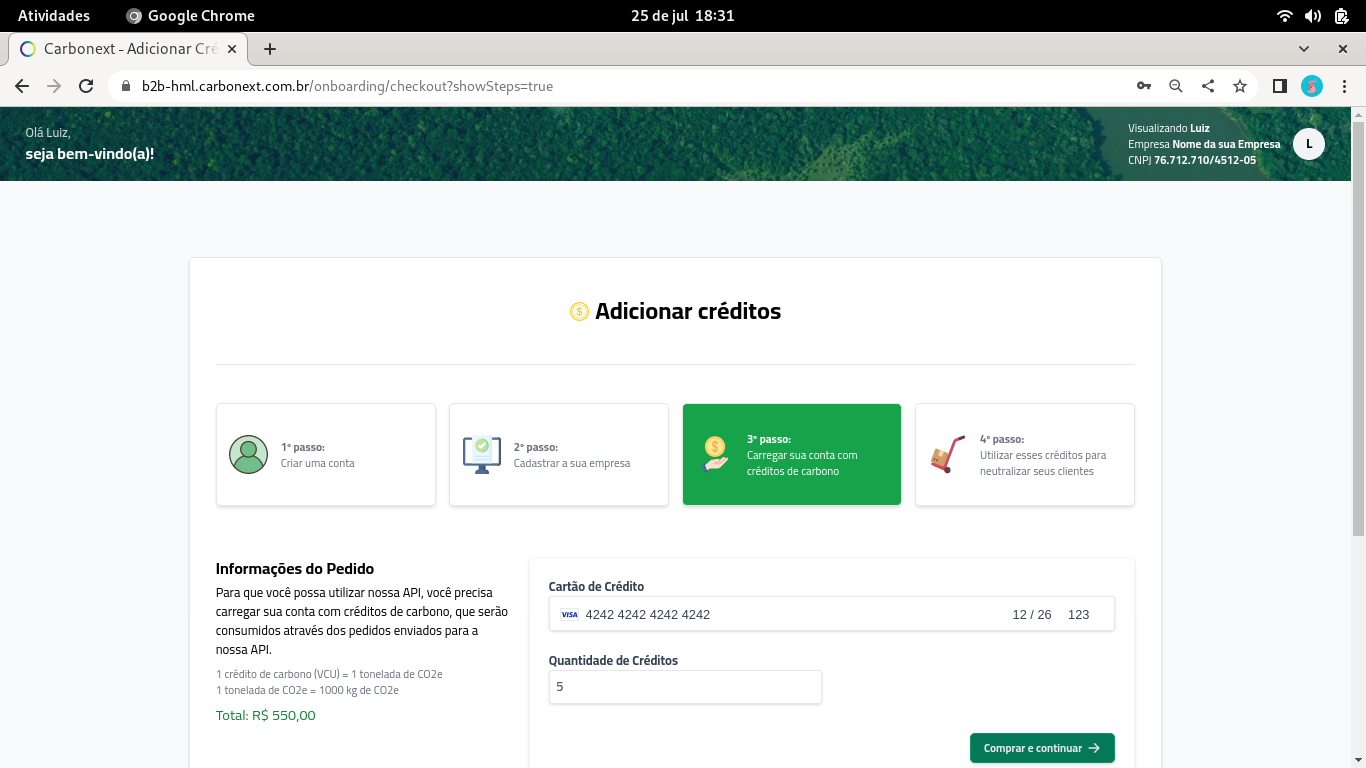 Atividades
Google Chrome
25 de jul 18:31
Carbonext - Adicionar Cré
b2b-hml.carbonext.com.br/onboarding/checkout?showSteps=true
Olá Luiz,
seja bem-vindo(a)!
Visualizando Luiz
Empresa Nome da sua Empresa
CNPJ 76.712.710/4512-05
L
Adicionar créditos
1º passo:
Criar uma conta
2º passo:
Cadastrar a sua empresa
3º passo:
Carregar sua conta com
créditos de carbono
4º passo:
Utilizar esses créditos para
neutralizar seus clientes
Informações do Pedido
Para que você possa utilizar nossa API, você precisa
carregar sua conta com créditos de carbono, que serão
consumidos através dos pedidos enviados para a
nossa API.
1 crédito de carbono (VCU) = 1 tonelada de CO2e
1 tonelada de CO2e = 1000 kg de CO2e
Total: R$ 550,00
Cartão de Crédito
VISA 4242 4242 4242 4242 12 / 26 123
Quantidade de Créditos
5
Comprar e continuar